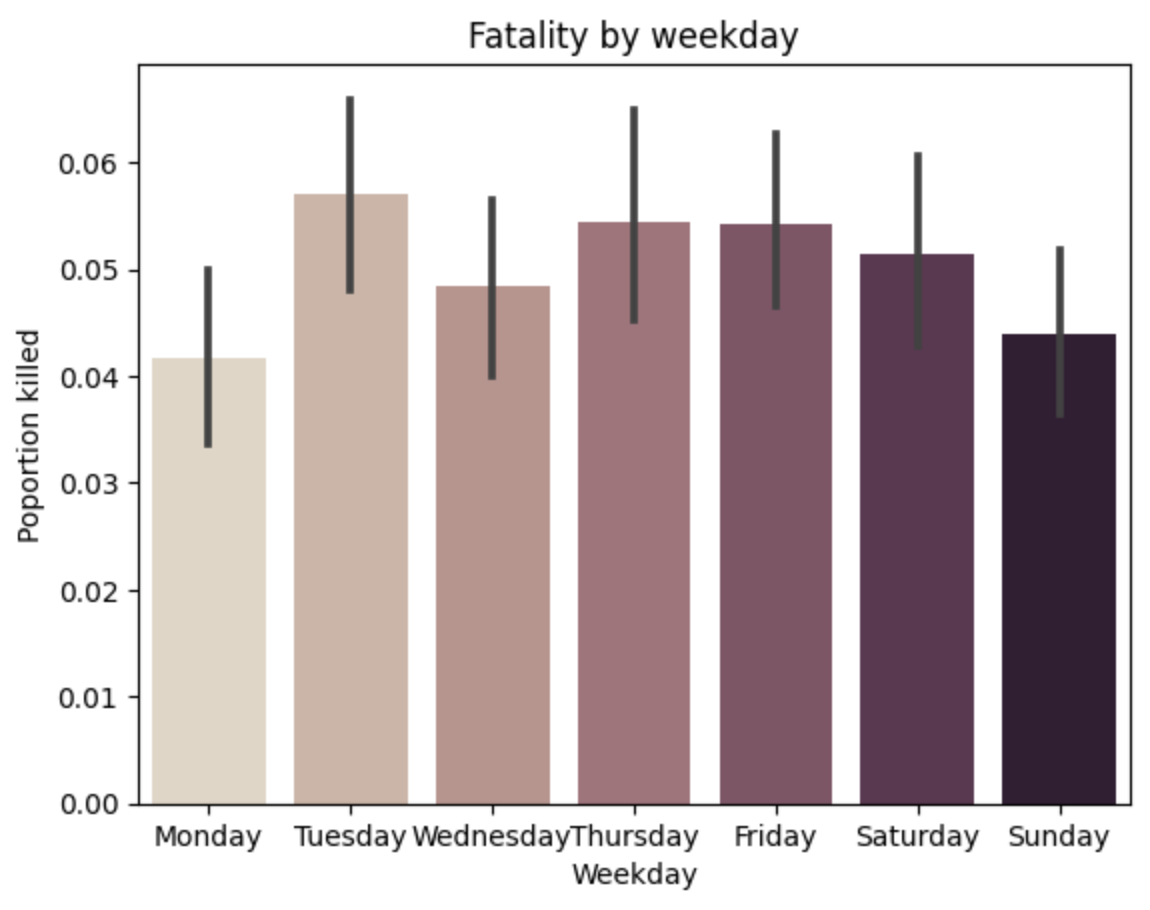 Fatality by weekday
Poportion killed
0.06
0.05
0.04
0.03
0.02
0.01
0.00
Monday Tuesday Wednesday Thursday Friday Saturday Sunday
Weekday